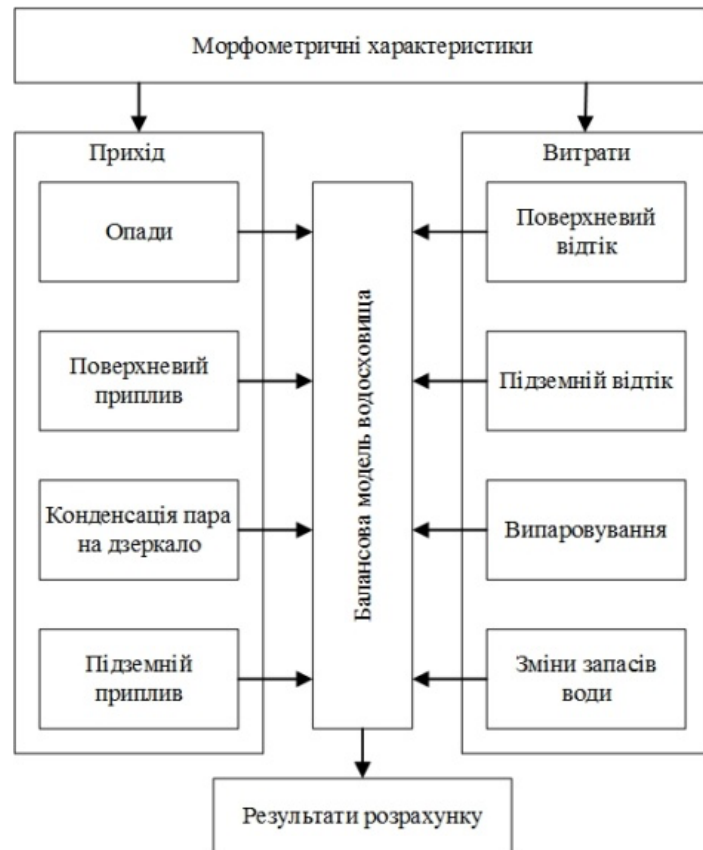 Морфометричні характеристики
Прихід
Опади
Поверхневий
приплив
Конденсація пара
на дзеркало
Підземній
приплив
Балансова модель водосховища
Витрати
Поверхневий
відтік
Підземній відтік
Випаровування
Зміни запасів
води
Результати розрахунку